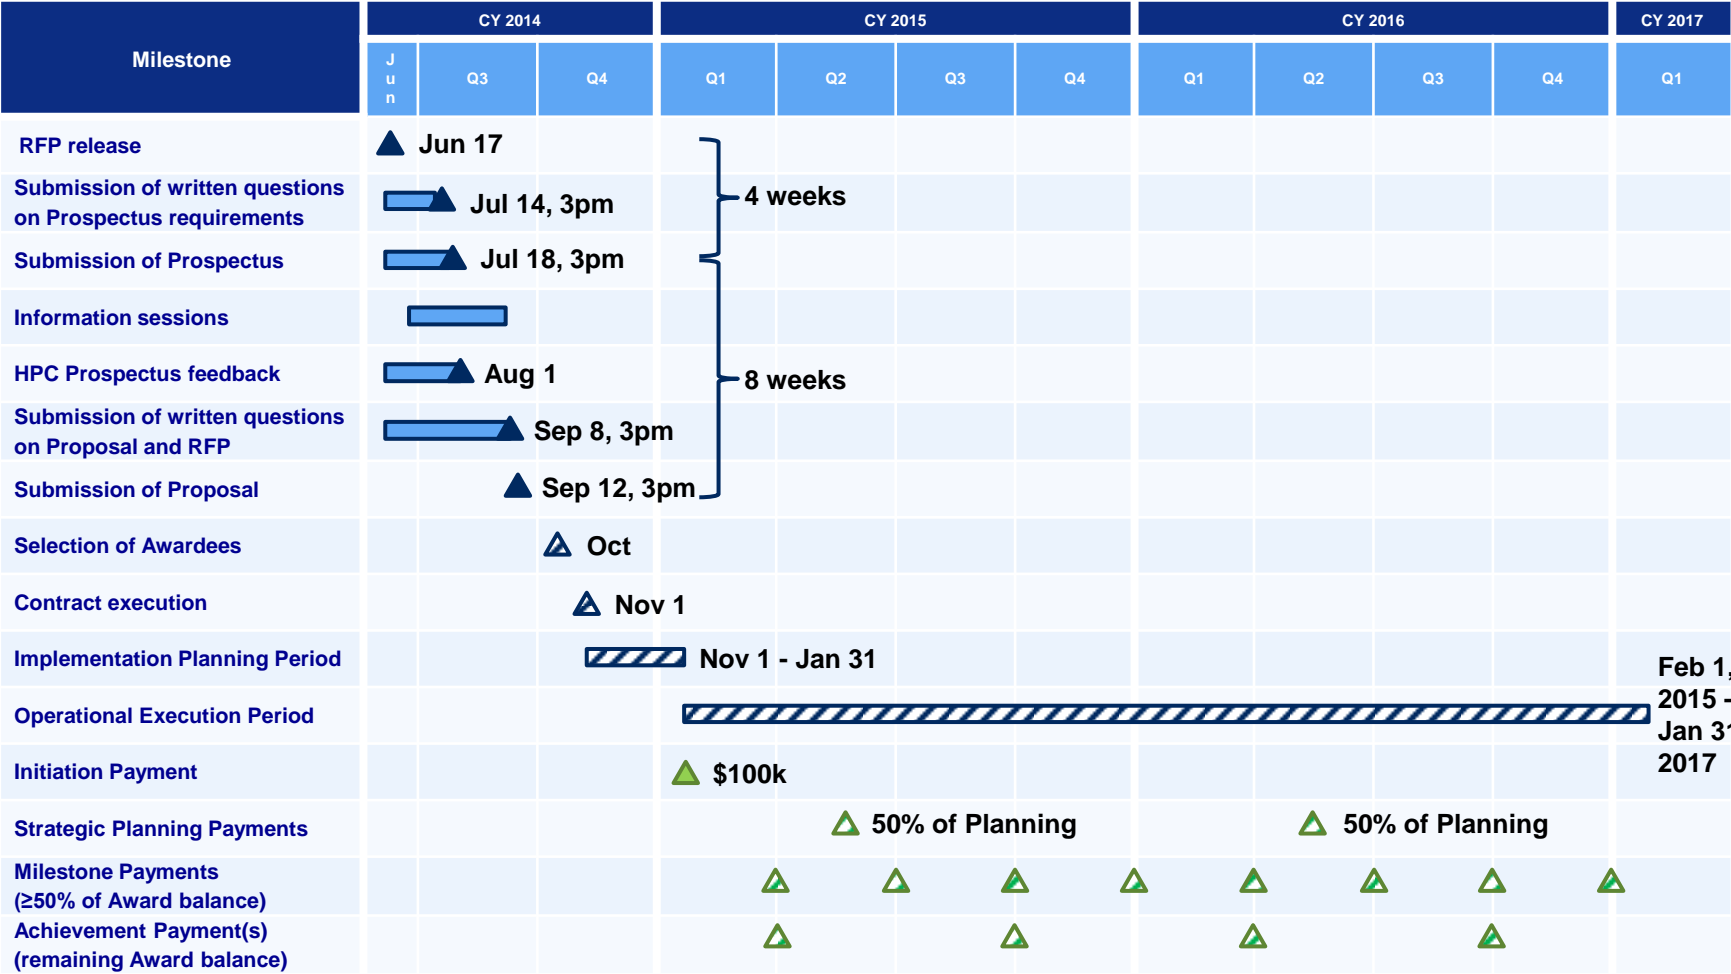 Milestone
CY 2014
CY 2015
CY 2016
CY 2017
Jun
Q3
Q4
Q1
Q2
Q3
Q4
Q1
Q2
Q3
Q4
Q1
RFP release
Jun 17
Submission of written questions
on Prospectus requirements
Jul 14, 3pm
4 weeks
Submission of Prospectus
Jul 18, 3pm
Information sessions
HPC Prospectus feedback
Aug 1
8 weeks
Submission of written questions
on Proposal and RFP
Sep 8, 3pm
Submission of Proposal
Sep 12, 3pm
Selection of Awardees
Oct
Contract execution
Nov 1
Implementation Planning Period
Nov 1 - Jan 31
Operational Execution Period
Feb 1,
2015 -
Jan 31
2017
Initiation Payment
$100k
Strategic Planning Payments
50% of Planning
50% of Planning
Milestone Payments
(≥50% of Award balance)
Achievement Payment(s)
(remaining Award balance)